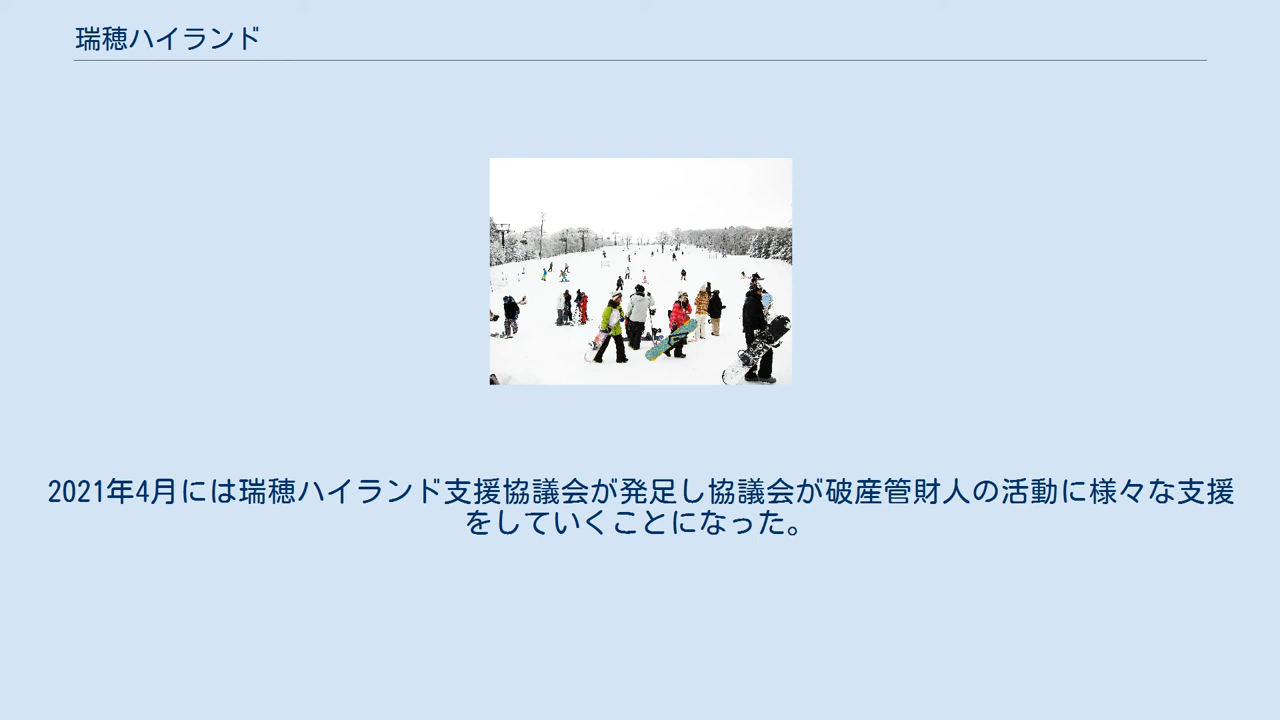 瑞穂ハイランド
2021年4月には瑞穂ハイランド支援協議会が発足し協議会が破産管財人の活動に様々な支援
をしていくことになった。